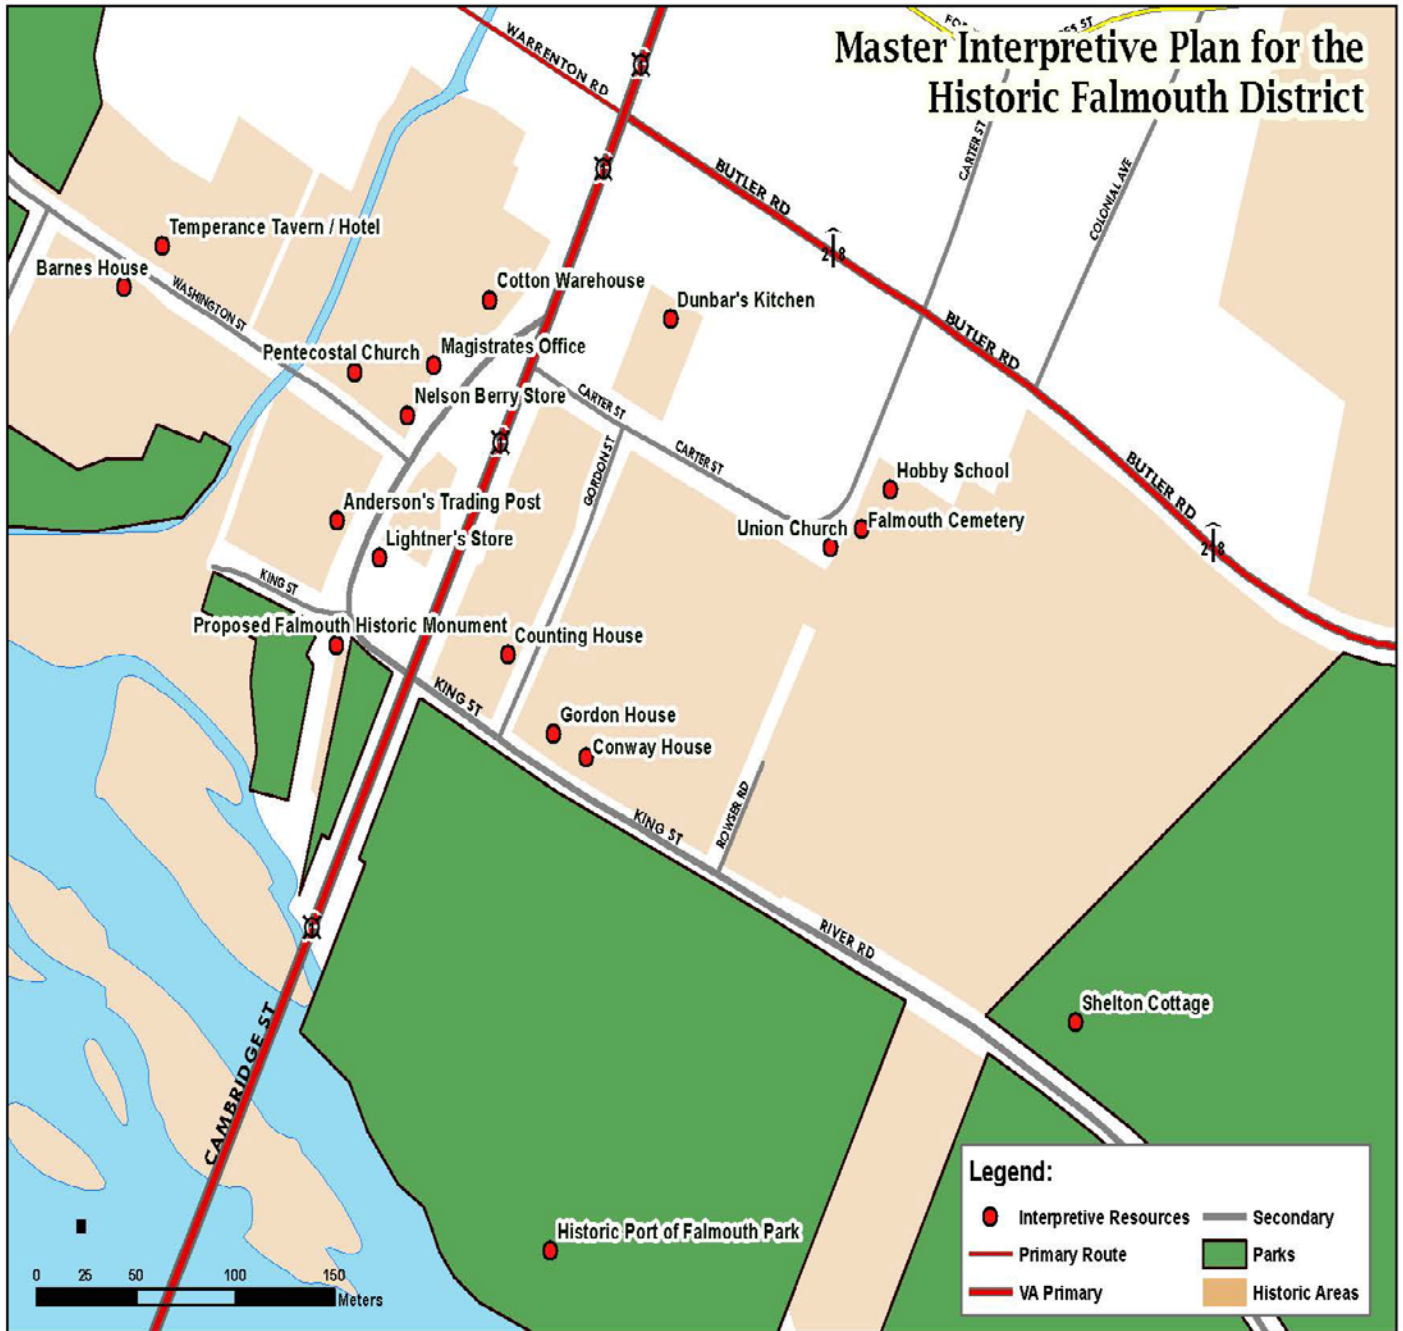 Master Interpretive Plan for the
Historic Falmouth District
WARRENTON RD
BUTLER RD
CARTER ST
COLONIAL AVE
28
Temperance Tavern / Hotel
Barnes House
WASHINGTON ST
Cotton Warehouse
Dunbar's Kitchen
BUTLER RD
Pentecostal Church
Magistrates Office
Nelson Berry Store
CARTER ST
CARTER ST
GORDON ST
BUTLER RD
Hobby School
Anderson's Trading Post
Union Church
Falmouth Cemetery
Lightner's Store
28
KING ST
Proposed Falmouth Historic Monument
Counting House
KING ST
Gordon House
Conway House
KING ST
ROWSER RD
RIVER RD
Shelton Cottage
CAMBRIDGE ST
Historic Port of Falmouth Park
0 25 50 100 150
Meters
Legend:
Interpretive Resources
Secondary
Primary Route
Parks
VA Primary
Historic Areas